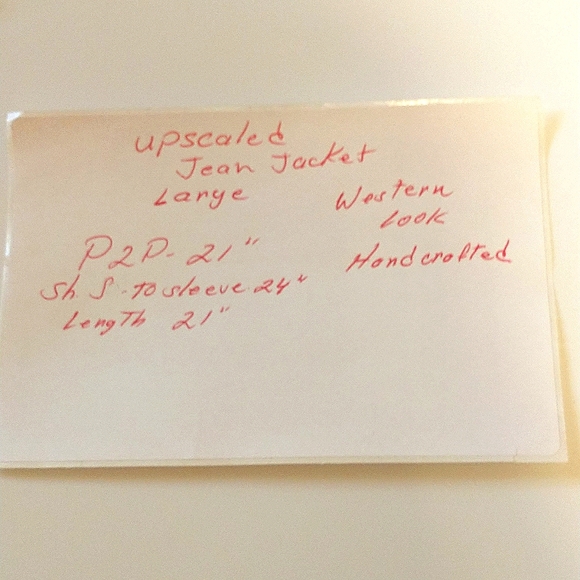 upscaled
Jean Jacket
Large
Western
Look
P2P- 21"
Handcrafted
Sh. S - To sleeve 24"
Length 21"